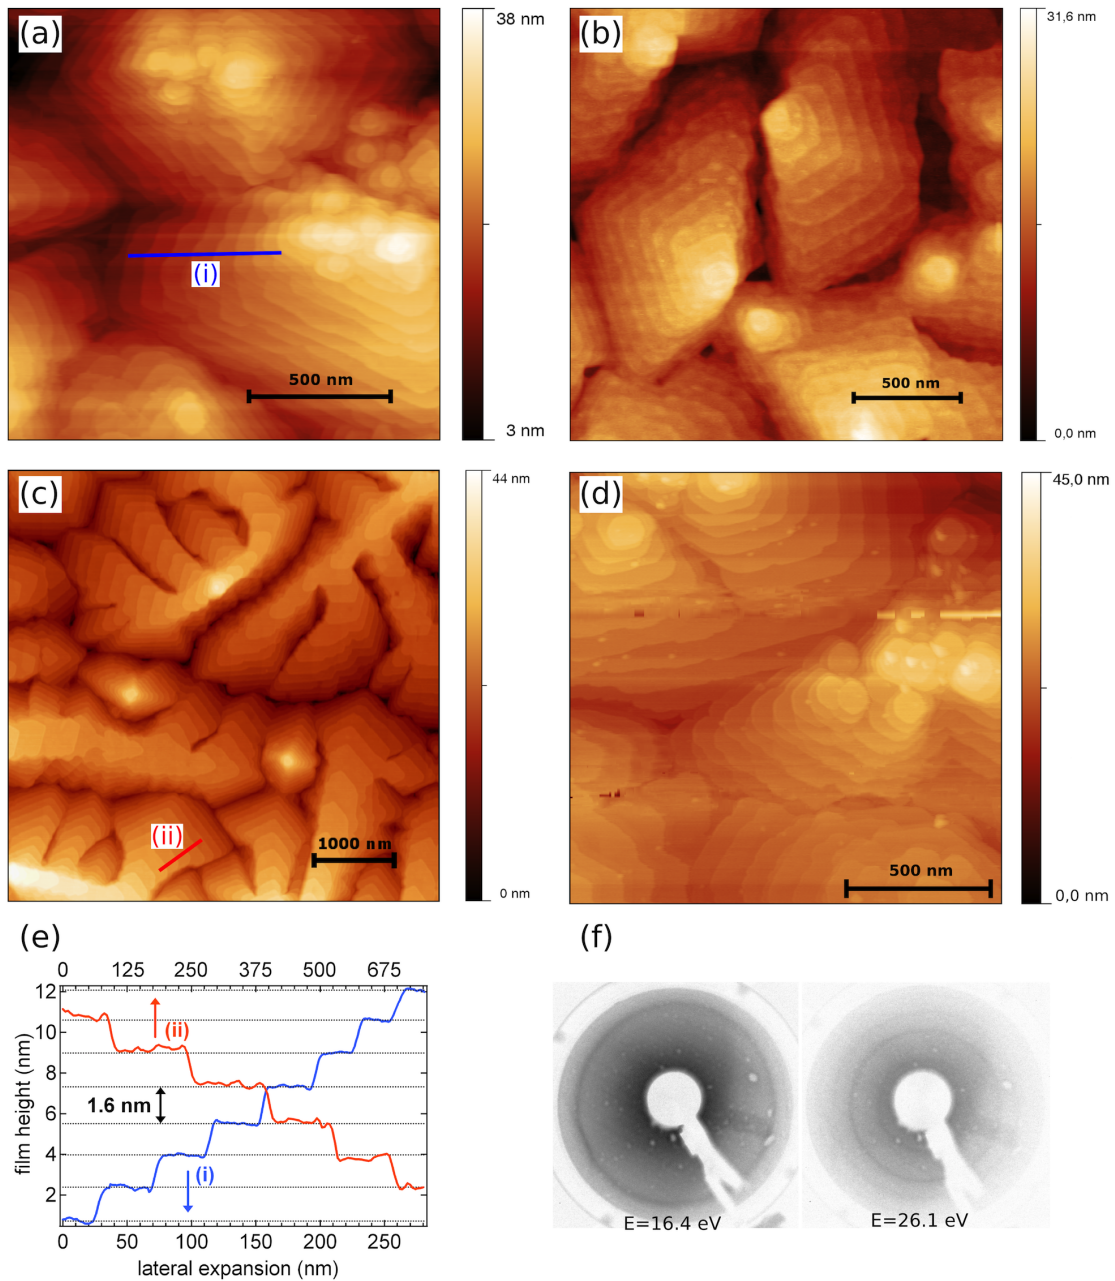 (a)
38 nm
(i)
500 nm
3 nm
(b)
31,6 nm
500 nm
0,0 nm
(c)
44 nm
(ii)
1000 nm
0 nm
(d)
45,0 nm
500 nm
0,0 nm
(e)
0 125 250 375 500 675
12
10
8
6
4
2
film height (nm)
(ii)
1.6 nm
(i)
0 50 100 150 200 250
lateral expansion (nm)
(f)
E=16.4 eV
E=26.1 eV